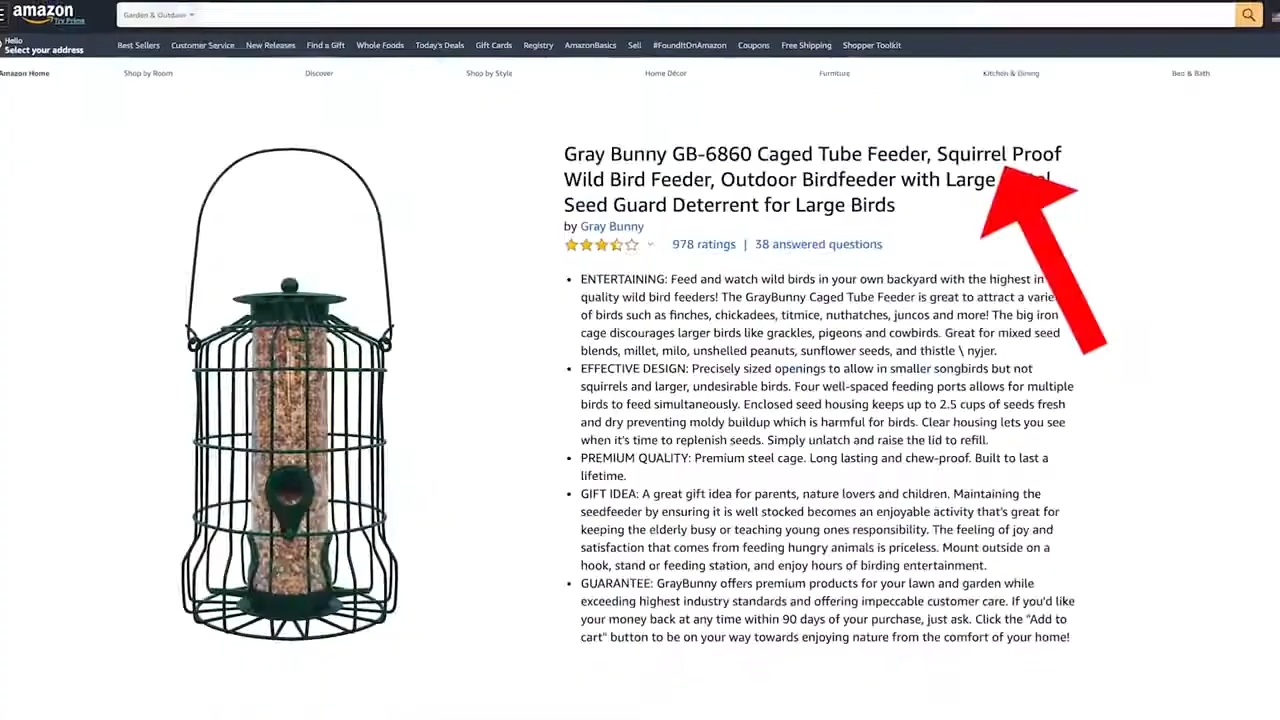 amazon
Try Prime
Garden & Outdoor
Hello
Select your address
Best Sellers Customer Service New Releases Find a Gift Whole Foods Today's Deals Gift Cards Registry AmazonBasics Sell #FoundItOnAmazon Coupons Free Shipping Shopper Toolkit
Amazon Home Shop by Room Discover Shop by Style Home Décor Furniture Kitchen & Dining Bed & Bath
Gray Bunny GB-6860 Caged Tube Feeder, Squirrel Proof
Wild Bird Feeder, Outdoor Birdfeeder with Large
Seed Guard Deterrent for Large Birds
by Gray Bunny
978 ratings | 38 answered questions
• ENTERTAINING: Feed and watch wild birds in your own backyard with the highest in
quality wild bird feeders! The GrayBunny Caged Tube Feeder is great to attract a
of birds such as finches, chickadees, titmice, nuthatches, juncos and more! The big iron
cage discourages larger birds like grackles, pigeons and cowbirds. Great for mixed seed
blends, millet, milo, unshelled peanuts, sunflower seeds, and thistle \ nyjer.
• EFFECTIVE DESIGN: Precisely sized openings to allow in smaller songbirds but not
squirrels and larger, undesirable birds. Four well-spaced feeding ports allows for multiple
birds to feed simultaneously. Enclosed seed housing keeps up to 2.5 cups of seeds fresh
and dry preventing moldy buildup which is harmful for birds. Clear housing lets you see
when it's time to replenish seeds. Simply unlatch and raise the lid to refill.
• PREMIUM QUALITY: Premium steel cage. Long lasting and chew-proof. Built to last a
lifetime.
• GIFT IDEA: A great gift idea for parents, nature lovers and children. Maintaining the
seedfeeder by ensuring it is well stocked becomes an enjoyable activity that's great for
keeping the elderly busy or teaching young ones responsibility. The feeling of joy and
satisfaction that comes from feeding hungry animals is priceless. Mount outside on a
hook, stand or feeding station, and enjoy hours of birding entertainment.
• GUARANTEE: GrayBunny offers premium products for your lawn and garden while
exceeding highest industry standards and offering impeccable customer care. If you'd like
your money back at any time within 90 days of your purchase, just ask. Click the "Add to
cart" button to be on your way towards enjoying nature from the comfort of your home!